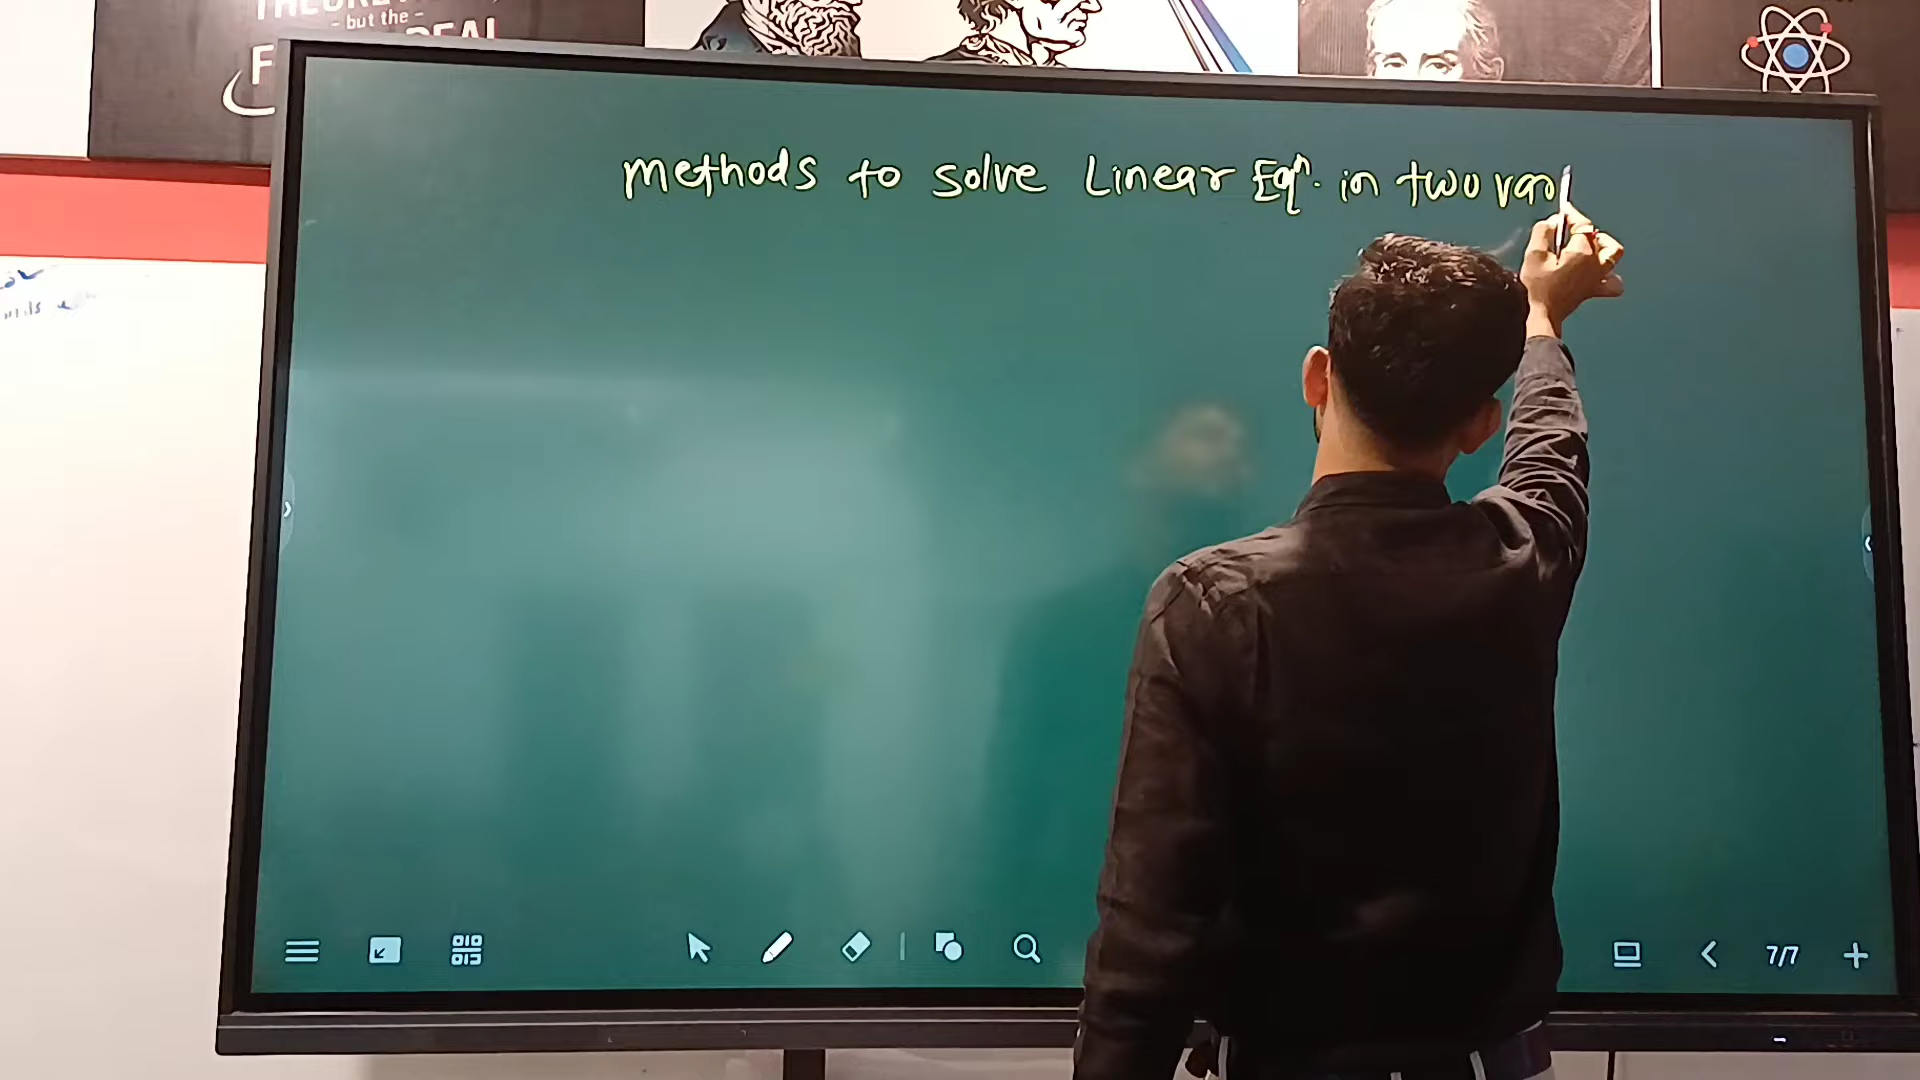 - but the -
methods to solve Linear Eqn. in two var
7/7